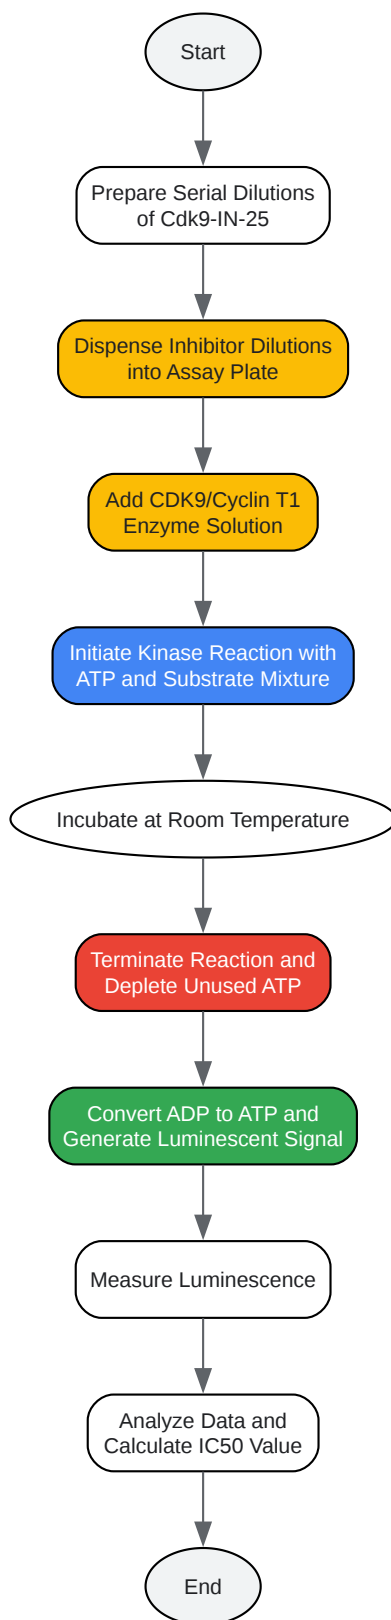 Start
Prepare Serial Dilutions
of Cdk9-IN-25
Dispense Inhibitor Dilutions
into Assay Plate
Add CDK9/Cyclin T1
Enzyme Solution
Initiate Kinase Reaction with
ATP and Substrate Mixture
Incubate at Room Temperature
Terminate Reaction and
Deplete Unused ATP
Convert ADP to ATP and
Generate Luminescent Signal
Measure Luminescence
Analyze Data and
Calculate IC50 Value
End